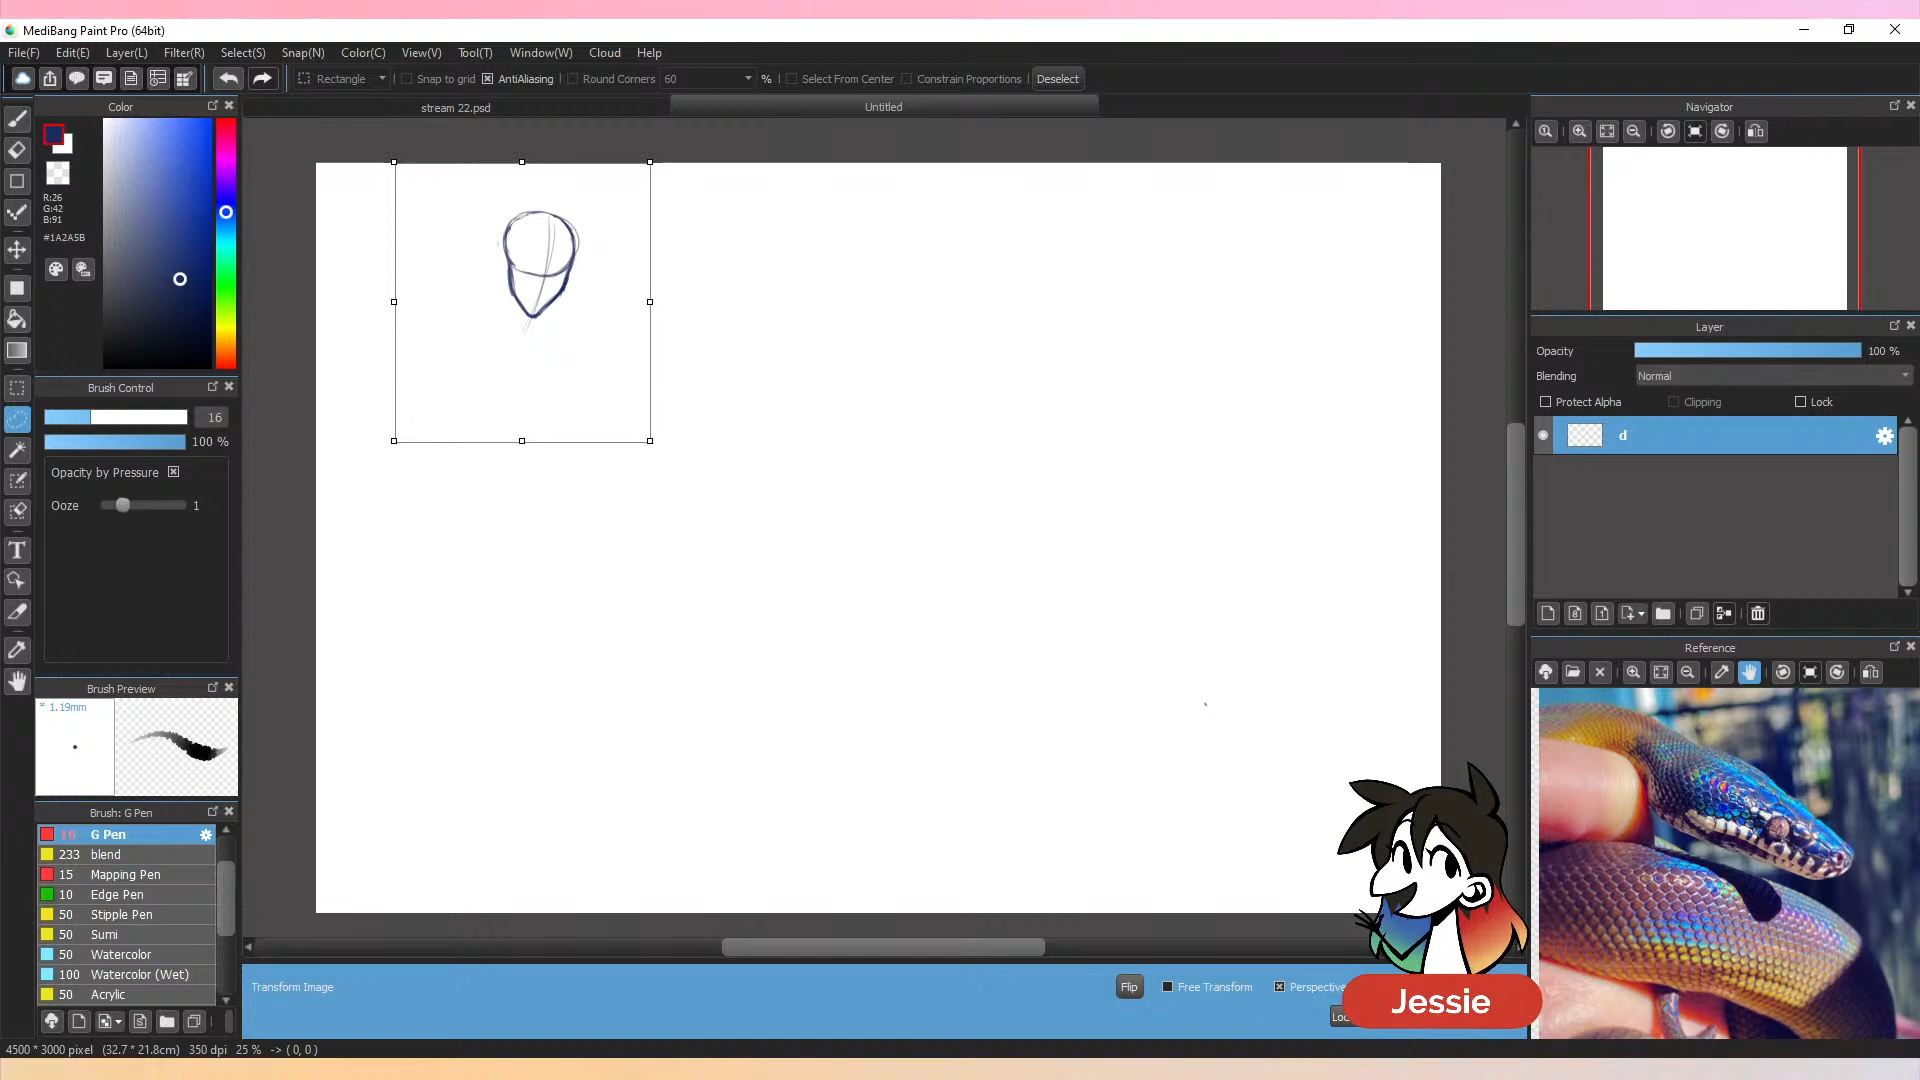 MediBang Paint Pro (64bit)
File(F) Edit(E) Layer(L) Filter(R) Select(S) Snap(N) Color(C) View(V) Tool(T) Window(W) Cloud Help
Rectangle Snap to grid AntiAliasing Round Corners 60 % Select From Center Constrain Proportions Deselect
Color
stream 22.psd
Untitled
Navigator
R:26
G:42
B:91
#1A2A5B
Layer
Opacity 100 %
Blending Normal
Protect Alpha Clipping Lock
d
Brush Control
16
100 %
Opacity by Pressure
Ooze 1
Reference
Brush Preview
* 1.19mm
Brush: G Pen
16 G Pen
233 blend
15 Mapping Pen
10 Edge Pen
50 Stipple Pen
50 Sumi
50 Watercolor
100 Watercolor (Wet)
50 Acrylic
Transform Image Flip Free Transform Perspective
Loc
Jessie
4500 * 3000 pixel (32.7 * 21.8cm) 350 dpi 25 % -> ( 0, 0 )